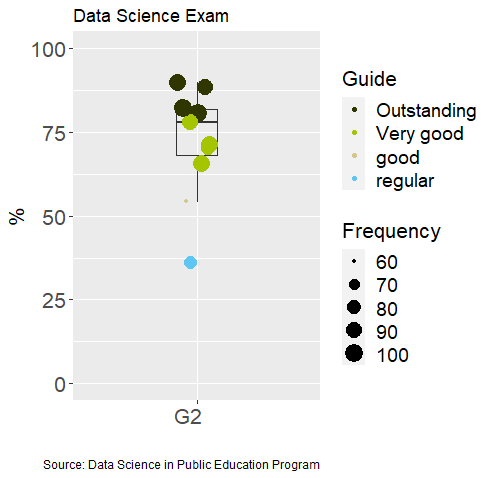 Data Science Exam
100
75
50
25
0
%
G2
Guide
Outstanding
Very good
good
regular
Frequency
60
70
80
90
100
Source: Data Science in Public Education Program